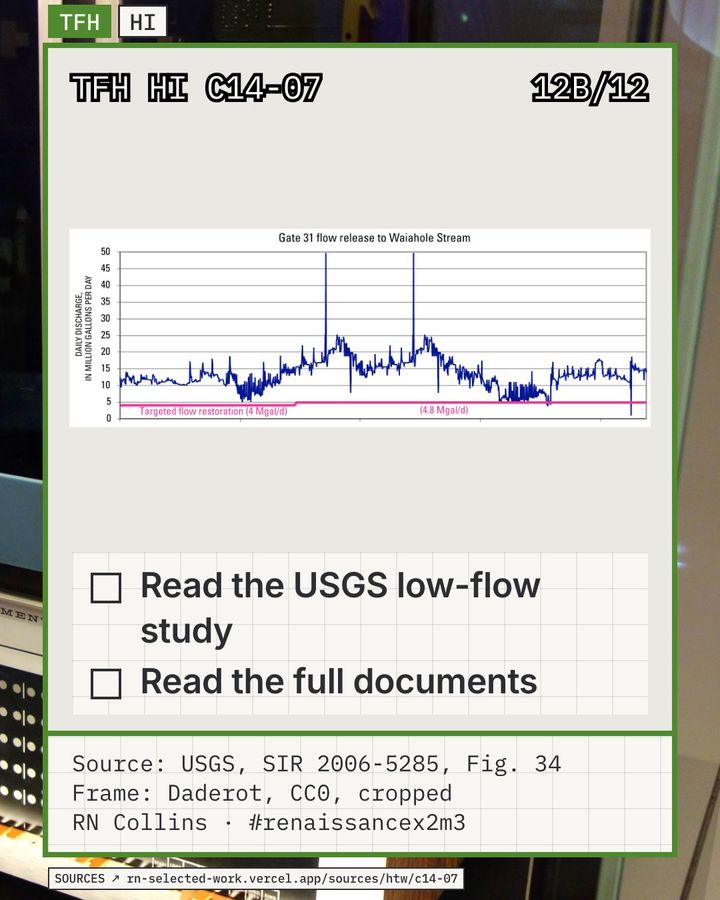 TFH HI
TFH HI C14-07 12B/12
Gate 31 flow release to Waiahole Stream
DAILY DISCHARGE,
IN MILLION GALLONS PER DAY
50
45
40
35
30
25
20
15
10
5
0
Targeted flow restoration (4 Mgal/d) (4.8 Mgal/d)
Read the USGS low-flow
study
Read the full documents
MEN
Source: USGS, SIR 2006-5285, Fig. 34
Frame: Daderot, CC0, cropped
RN Collins · #renaissancex2m3
SOURCES ↗ rn-selected-work.vercel.app/sources/htw/c14-07